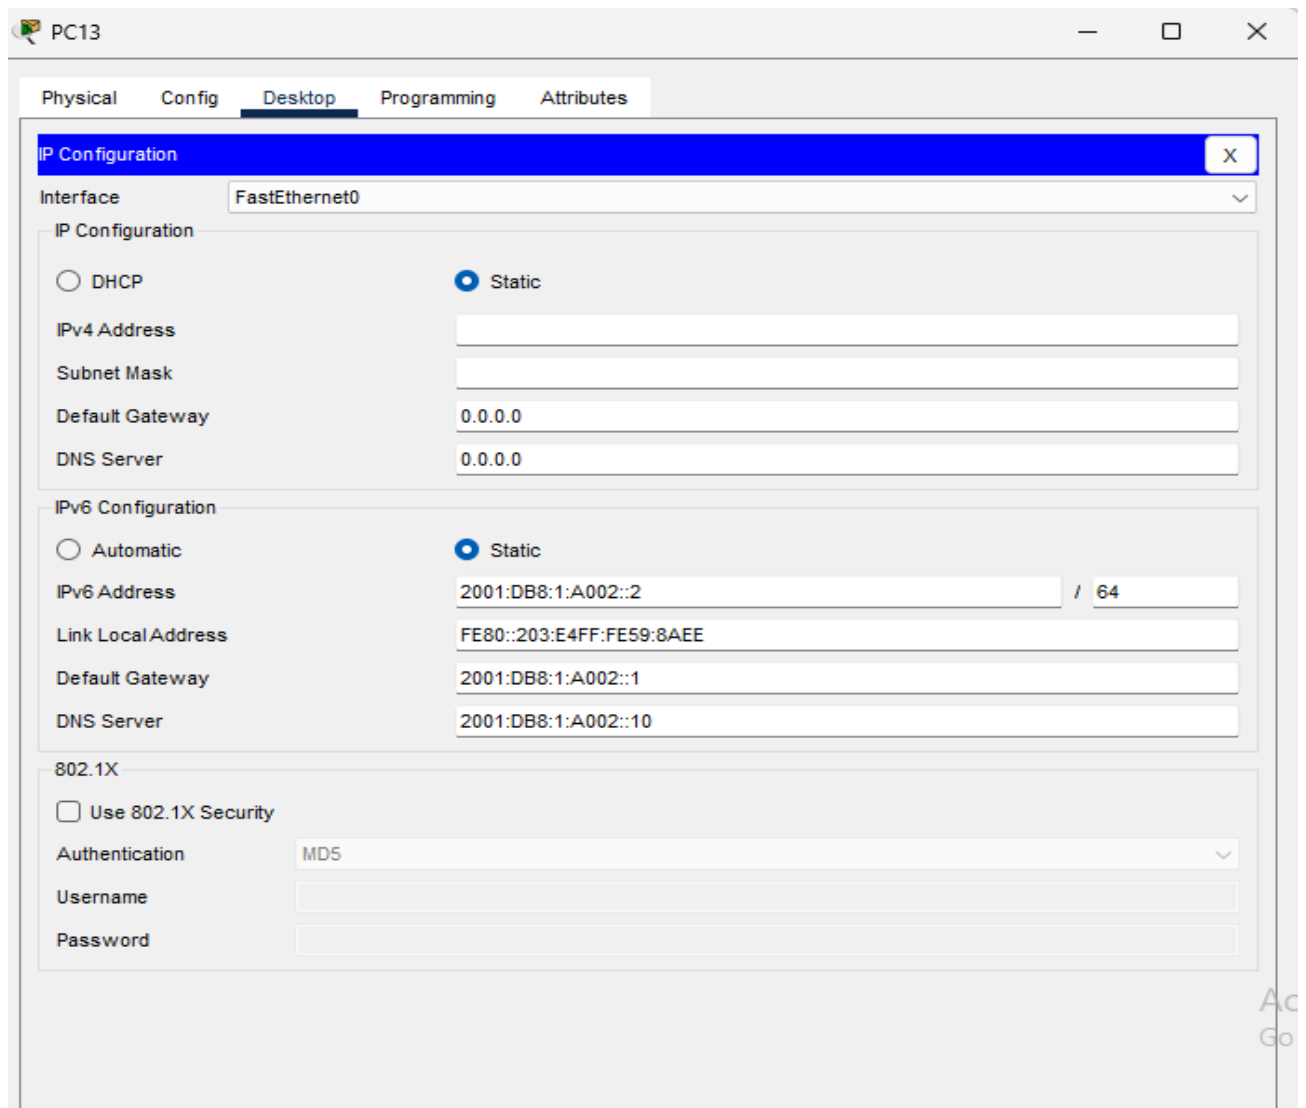 PC13
Physical Config Desktop Programming Attributes
IP Configuration X
Interface FastEthernet0
IP Configuration
DHCP Static
IPv4 Address
Subnet Mask
Default Gateway 0.0.0.0
DNS Server 0.0.0.0
IPv6 Configuration
Automatic Static
IPv6 Address 2001:DB8:1:A002::2 / 64
Link Local Address FE80::203:E4FF:FE59:8AEE
Default Gateway 2001:DB8:1:A002::1
DNS Server 2001:DB8:1:A002::10
802.1X
Use 802.1X Security
Authentication MD5
Username
Password
Ac
Go